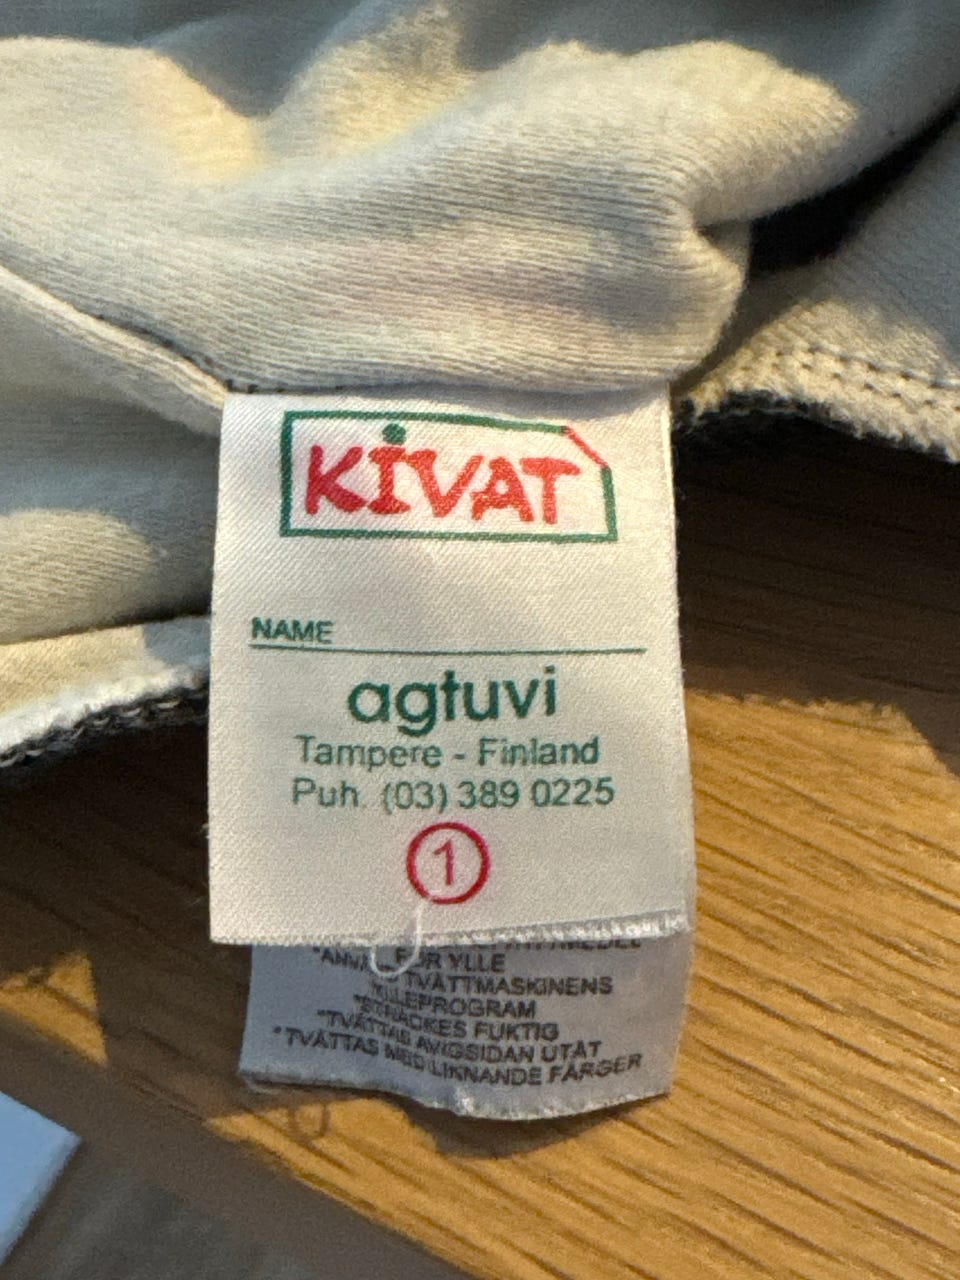 KIVAT
NAME
agtuvi
Tampere - Finland
Puh. (03) 389 0225
1
FÖR YLLE
TVÄTTMASKINENS
YLLEPROGRAM
*STRÄCKES FUKTIG
*TVÄTTAS AVIGSIDAN UTÅT
*TVÄTTAS MED LIKNANDE FÄRGER